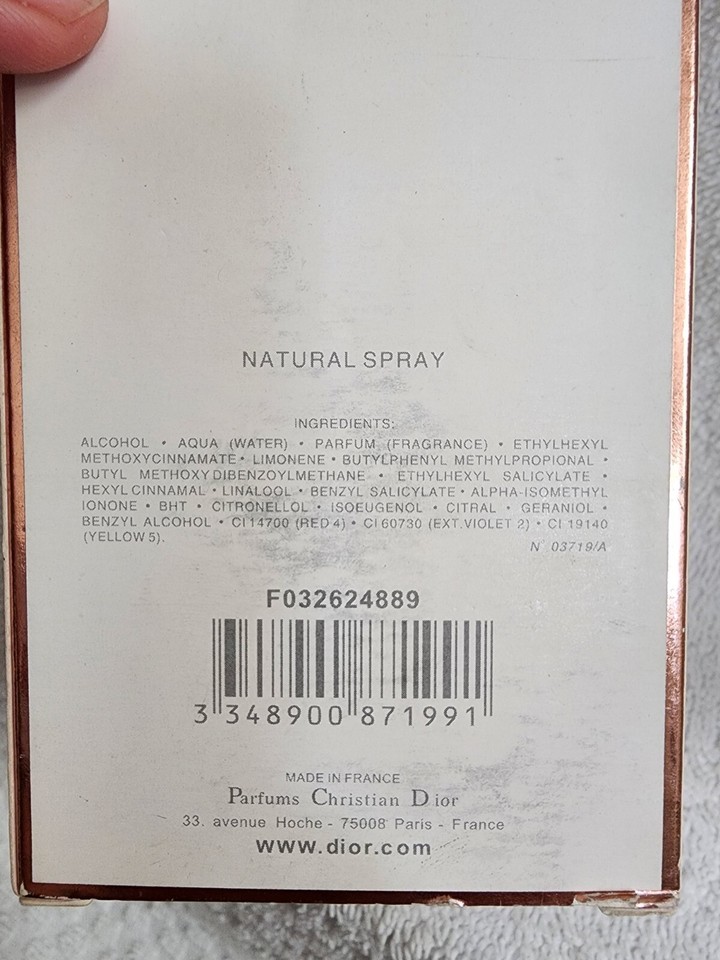 NATURAL SPRAY
INGREDIENTS:
ALCOHOL • AQUA (WATER) • PARFUM (FRAGRANCE) • ETHYLHEXYL
METHOXYCINNAMATE • LIMONENE • BUTYLPHENYL METHYLPROPIONAL •
BUTYL METHOXYDIBENZOYLMETHANE • ETHYLHEXYL SALICYLATE •
HEXYL CINNAMAL • LINALOOL • BENZYL SALICYLATE • ALPHA-ISOMETHYL
IONONE • BHT • CITRONELLOL • ISOEUGENOL • CITRAL • GERANIOL •
BENZYL ALCOHOL • CI 14700 (RED 4) • CI 60730 (EXT.VIOLET 2) • CI 19140
(YELLOW 5).
N° 03719/A
F032624889
3 348900 871991
MADE IN FRANCE
Parfums Christian Dior
33. avenue Hoche - 75008 Paris - France
www.dior.com